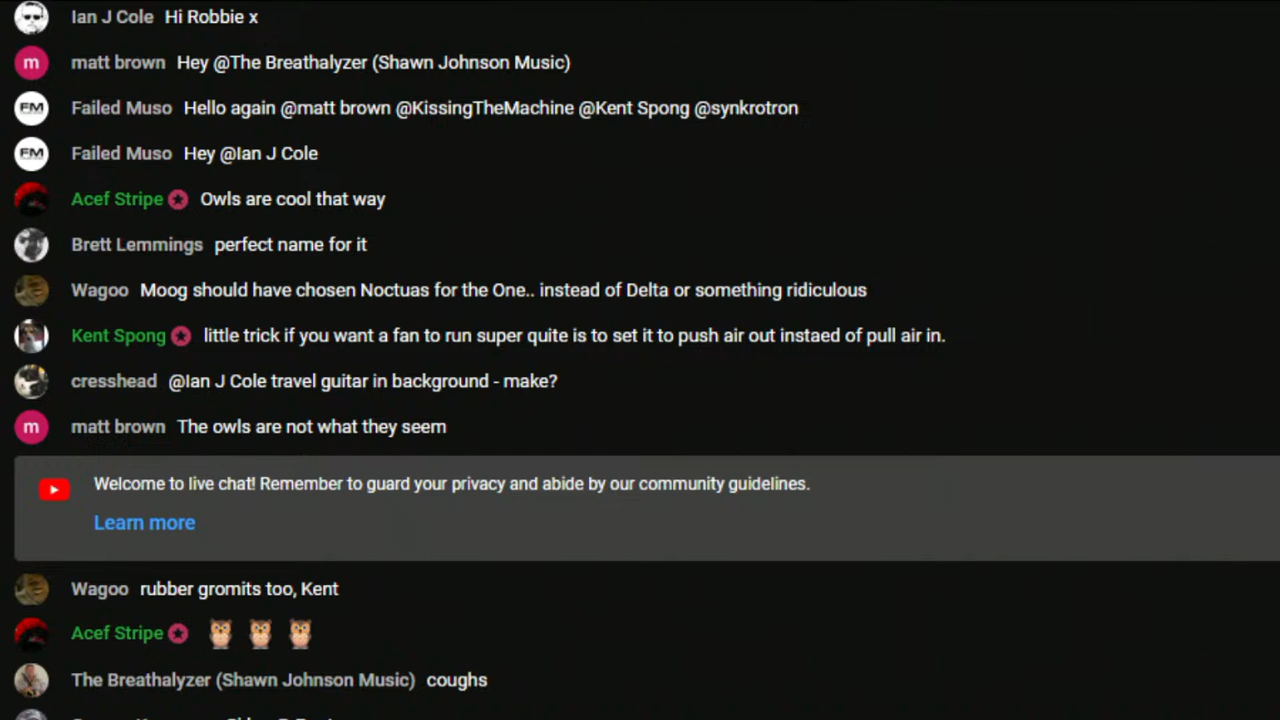 Ian J Cole Hi Robbie x
m matt brown Hey @The Breathalyzer (Shawn Johnson Music)
FM Failed Muso Hello again @matt brown @KissingTheMachine @Kent Spong @synkrotron
FM Failed Muso Hey @Ian J Cole
Acef Stripe Owls are cool that way
Brett Lemmings perfect name for it
Wagoo Moog should have chosen Noctuas for the One.. instead of Delta or something ridiculous
Kent Spong little trick if you want a fan to run super quite is to set it to push air out instaed of pull air in.
cresshead @Ian J Cole travel guitar in background - make?
m matt brown The owls are not what they seem
Welcome to live chat! Remember to guard your privacy and abide by our community guidelines.
Learn more
Wagoo rubber gromits too, Kent
Acef Stripe 🦉 🦉 🦉
The Breathalyzer (Shawn Johnson Music) coughs